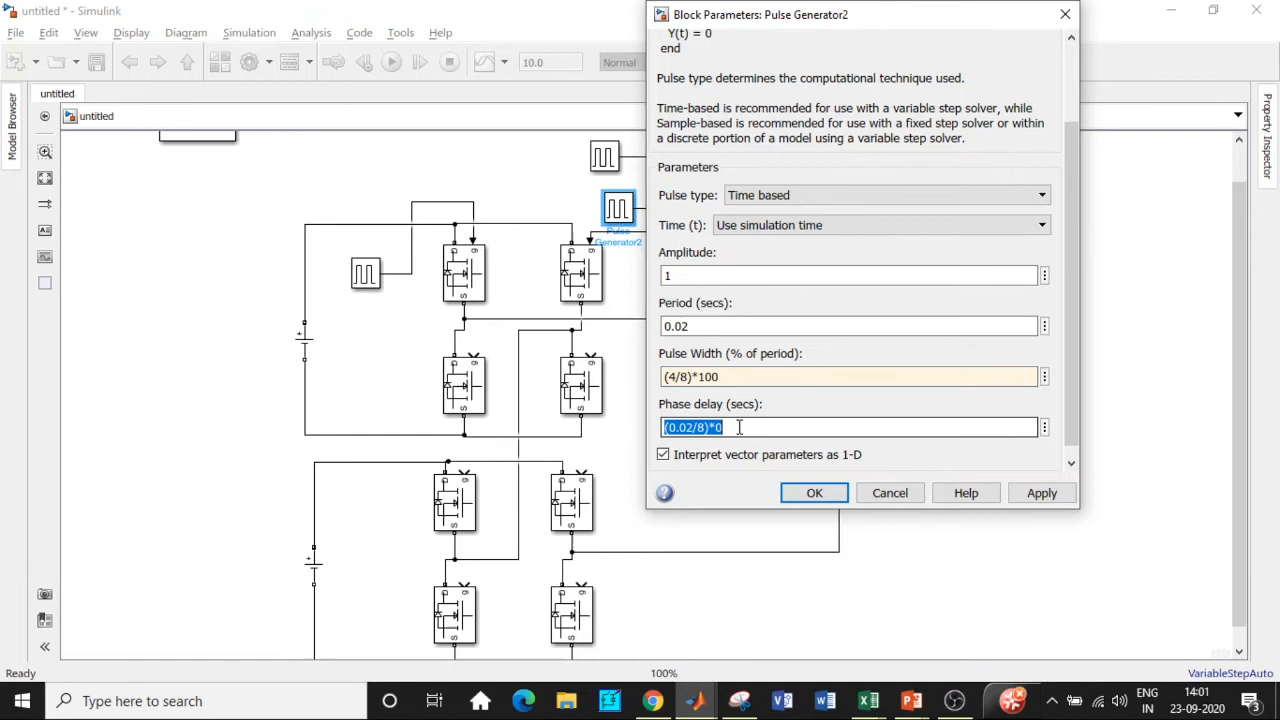 untitled * - Simulink
Block Parameters: Pulse Generator2
File Edit View Display Diagram Simulation Analysis Code Tools Help
Y(t) = 0
end
10.0
Normal
Pulse type determines the computational technique used.
untitled
Time-based is recommended for use with a variable step solver, while
Sample-based is recommended for use with a fixed step solver or within
a discrete portion of a model using a variable step solver.
untitled
Model Browser
Property Inspector
Parameters
Pulse type: Time based
Time (t): Use simulation time
Amplitude:
1
Period (secs):
0.02
Pulse Width (% of period):
(4/8)*100
Phase delay (secs):
(0.02/8)*0
Interpret vector parameters as 1-D
OK Cancel Help Apply
Pulse
Generator2
g
S
g
S
g
S
g
S
g
S
g
S
g
S
g
S
Ready
100%
VariableStepAuto
Type here to search
ENG
IN
14:01
23-09-2020
3